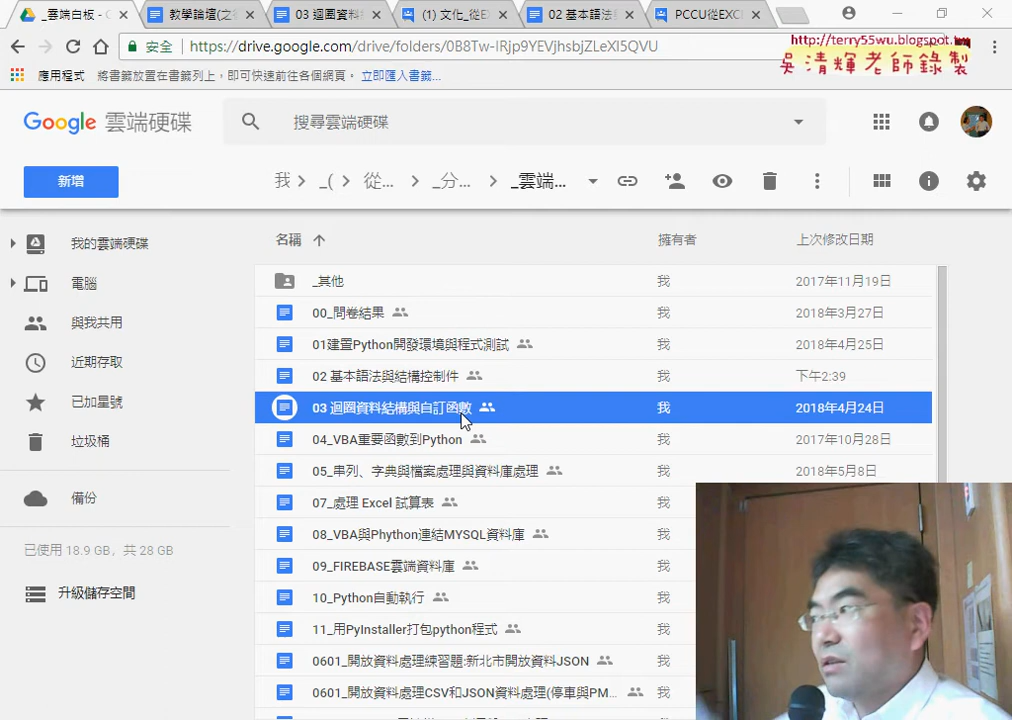 _雲端白板 - G
教學論壇(之
03 迴圈資料
(1) 文化_從E
02 基本語法
PCCU從EXC
安全
https://drive.google.com/drive/folders/0B8Tw-IRjp9YEVjhsbjZLeXI5QVU
http://terry55wu.blogspot.tw
吳清輝老師錄製
應用程式
將書籤放置在書籤列上，即可快速前往各個網頁。
立即匯入書籤...
Google 雲端硬碟
搜尋雲端硬碟
新增
我 > _( > 從... > _分... > _雲端...
我的雲端硬碟
電腦
與我共用
近期存取
已加星號
垃圾桶
備份
已使用 18.9 GB，共 28 GB
升級儲存空間
名稱 擁有者 上次修改日期
_其他 我 2017年11月19日
00_問卷結果 我 2018年3月27日
01建置Python開發環境與程式測試 我 2018年4月25日
02 基本語法與結構控制件 我 下午2:39
03 迴圈資料結構與自訂函數 我 2018年4月24日
04_VBA重要函數到Python 我 2017年10月28日
05_串列、字典與檔案處理與資料庫處理 我 2018年5月8日
07_處理 Excel 試算表 我
08_VBA與Phython連結MYSQL資料庫 我
09_FIREBASE雲端資料庫 我
10_Python自動執行 我
11_用PyInstaller打包python程式 我
0601_開放資料處理練習題:新北市開放資料JSON 我
0601_開放資料處理CSV和JSON資料處理(停車與PM... 我